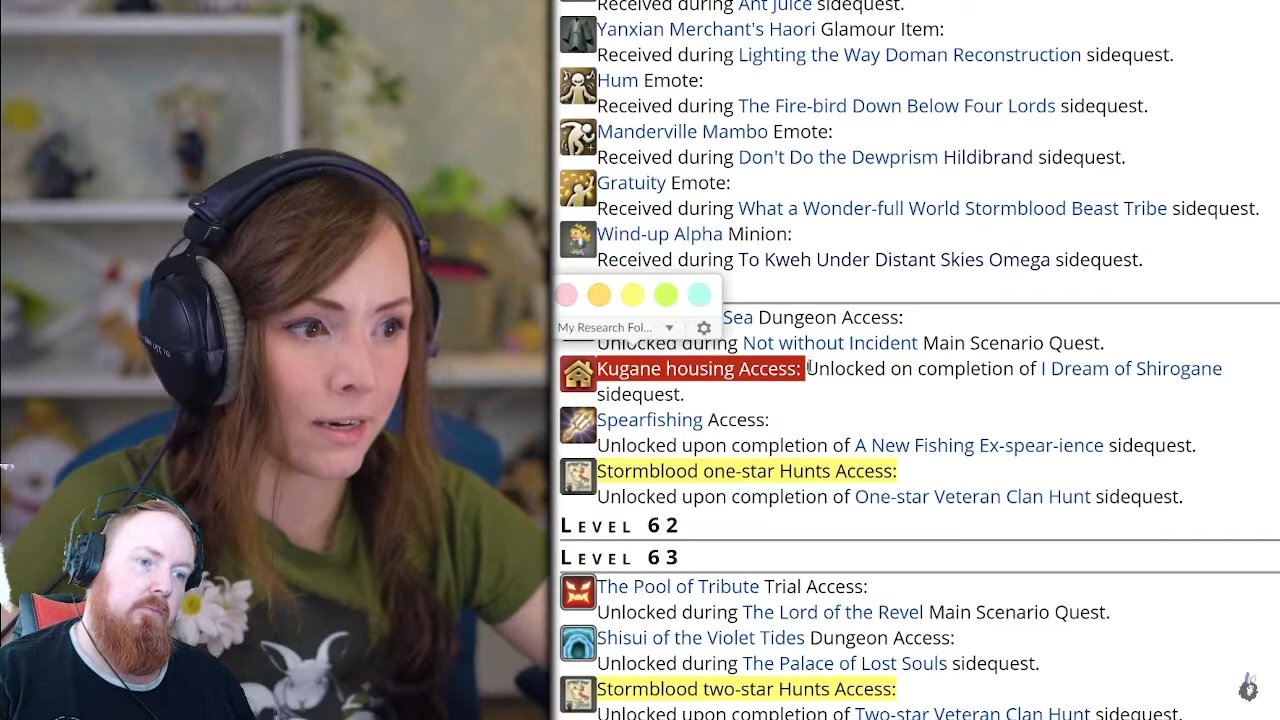 Received during Ant Juice sidequest.
Yanxian Merchant's Haori Glamour Item:
Received during Lighting the Way Doman Reconstruction sidequest.
Hum Emote:
Received during The Fire-bird Down Below Four Lords sidequest.
Manderville Mambo Emote:
Received during Don't Do the Dewprism Hildibrand sidequest.
Gratuity Emote:
Received during What a Wonder-full World Stormblood Beast Tribe sidequest.
Wind-up Alpha Minion:
Received during To Kweh Under Distant Skies Omega sidequest.
My Research Fol...
Sea Dungeon Access:
Unlocked during Not without Incident Main Scenario Quest.
Kugane housing Access: Unlocked on completion of I Dream of Shirogane
sidequest.
Spearfishing Access:
Unlocked upon completion of A New Fishing Ex-spear-ience sidequest.
Stormblood one-star Hunts Access:
Unlocked upon completion of One-star Veteran Clan Hunt sidequest.
Level 62
Level 63
The Pool of Tribute Trial Access:
Unlocked during The Lord of the Revel Main Scenario Quest.
Shisui of the Violet Tides Dungeon Access:
Unlocked during The Palace of Lost Souls sidequest.
Stormblood two-star Hunts Access:
Unlocked upon completion of Two-star Veteran Clan Hunt sidequest.